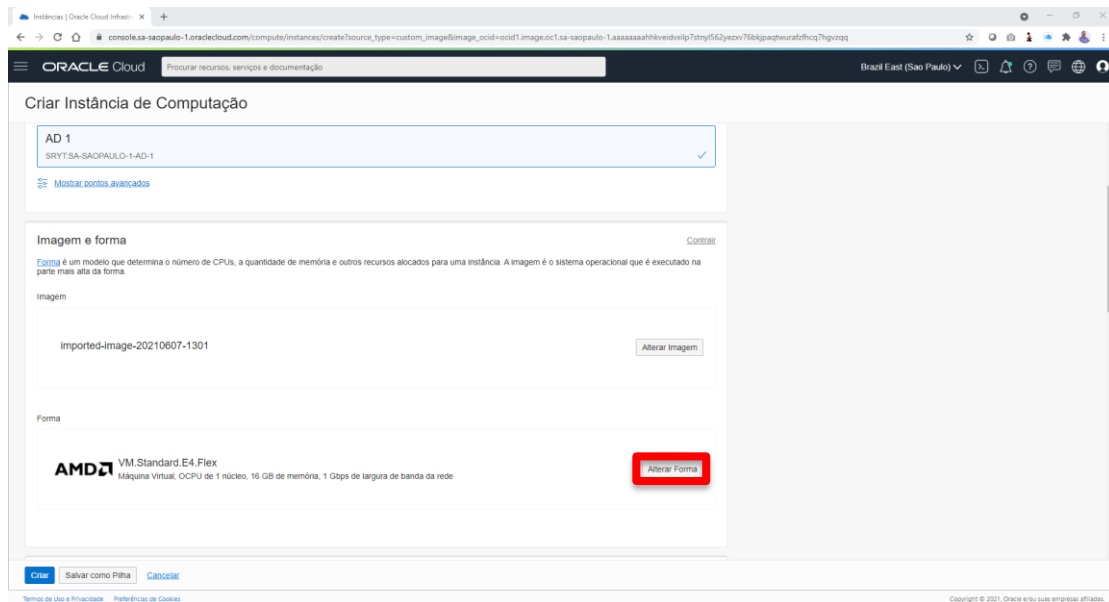 Instâncias | Oracle Cloud Infrastr
console.sa-saopaulo-1.oraclecloud.com/compute/instances/create?source_type=custom_image&image_ocid=ocid1.image.oc1.sa-saopaulo-1.
ORACLE Cloud
Procurar recursos, serviços e documentação
Brazil East (Sao Paulo)
Criar Instância de Computação
AD 1
SRYT:SA-SAOPAULO-1-AD-1
Mostrar pontos avançados
Imagem e forma
Contrair
Forma é um modelo que determina o número de CPUs, a quantidade de memória e outros recursos alocados para uma instância. A imagem é o sistema operacional que é executado na
parte mais alta da forma.
Imagem
imported-image-20210607-1301
Alterar Imagem
Forma
AMD
VM.Standard.E4.Flex
Máquina Virtual, OCPU de 1 núcleo, 16 GB de memória, 1 Gbps de largura de banda da rede
Alterar Forma
Criar
Salvar como Pilha
Cancelar
Termos de Uso e Privacidade
Preferências de Cookies
Copyright © 2021, Oracle e/ou suas empresas afiliadas.